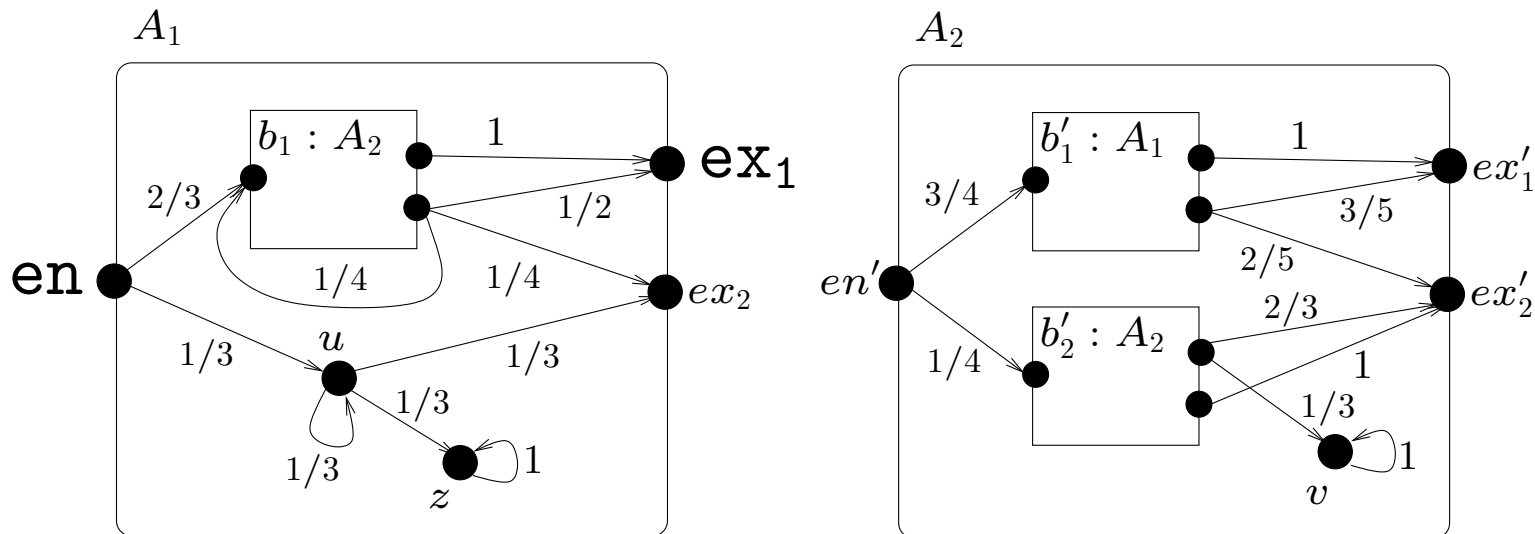 A₁
A₂
b₁ : A₂
1
ex₁
2/3
1/2
1/4
1/4
en
ex₂
1/3
u
1/3
1/3
1/3
1
z
b′₁ : A₁
1
ex′₁
3/4
3/5
2/5
en′
ex′₂
b′₂ : A₂
2/3
1/4
1
1/3
1
v